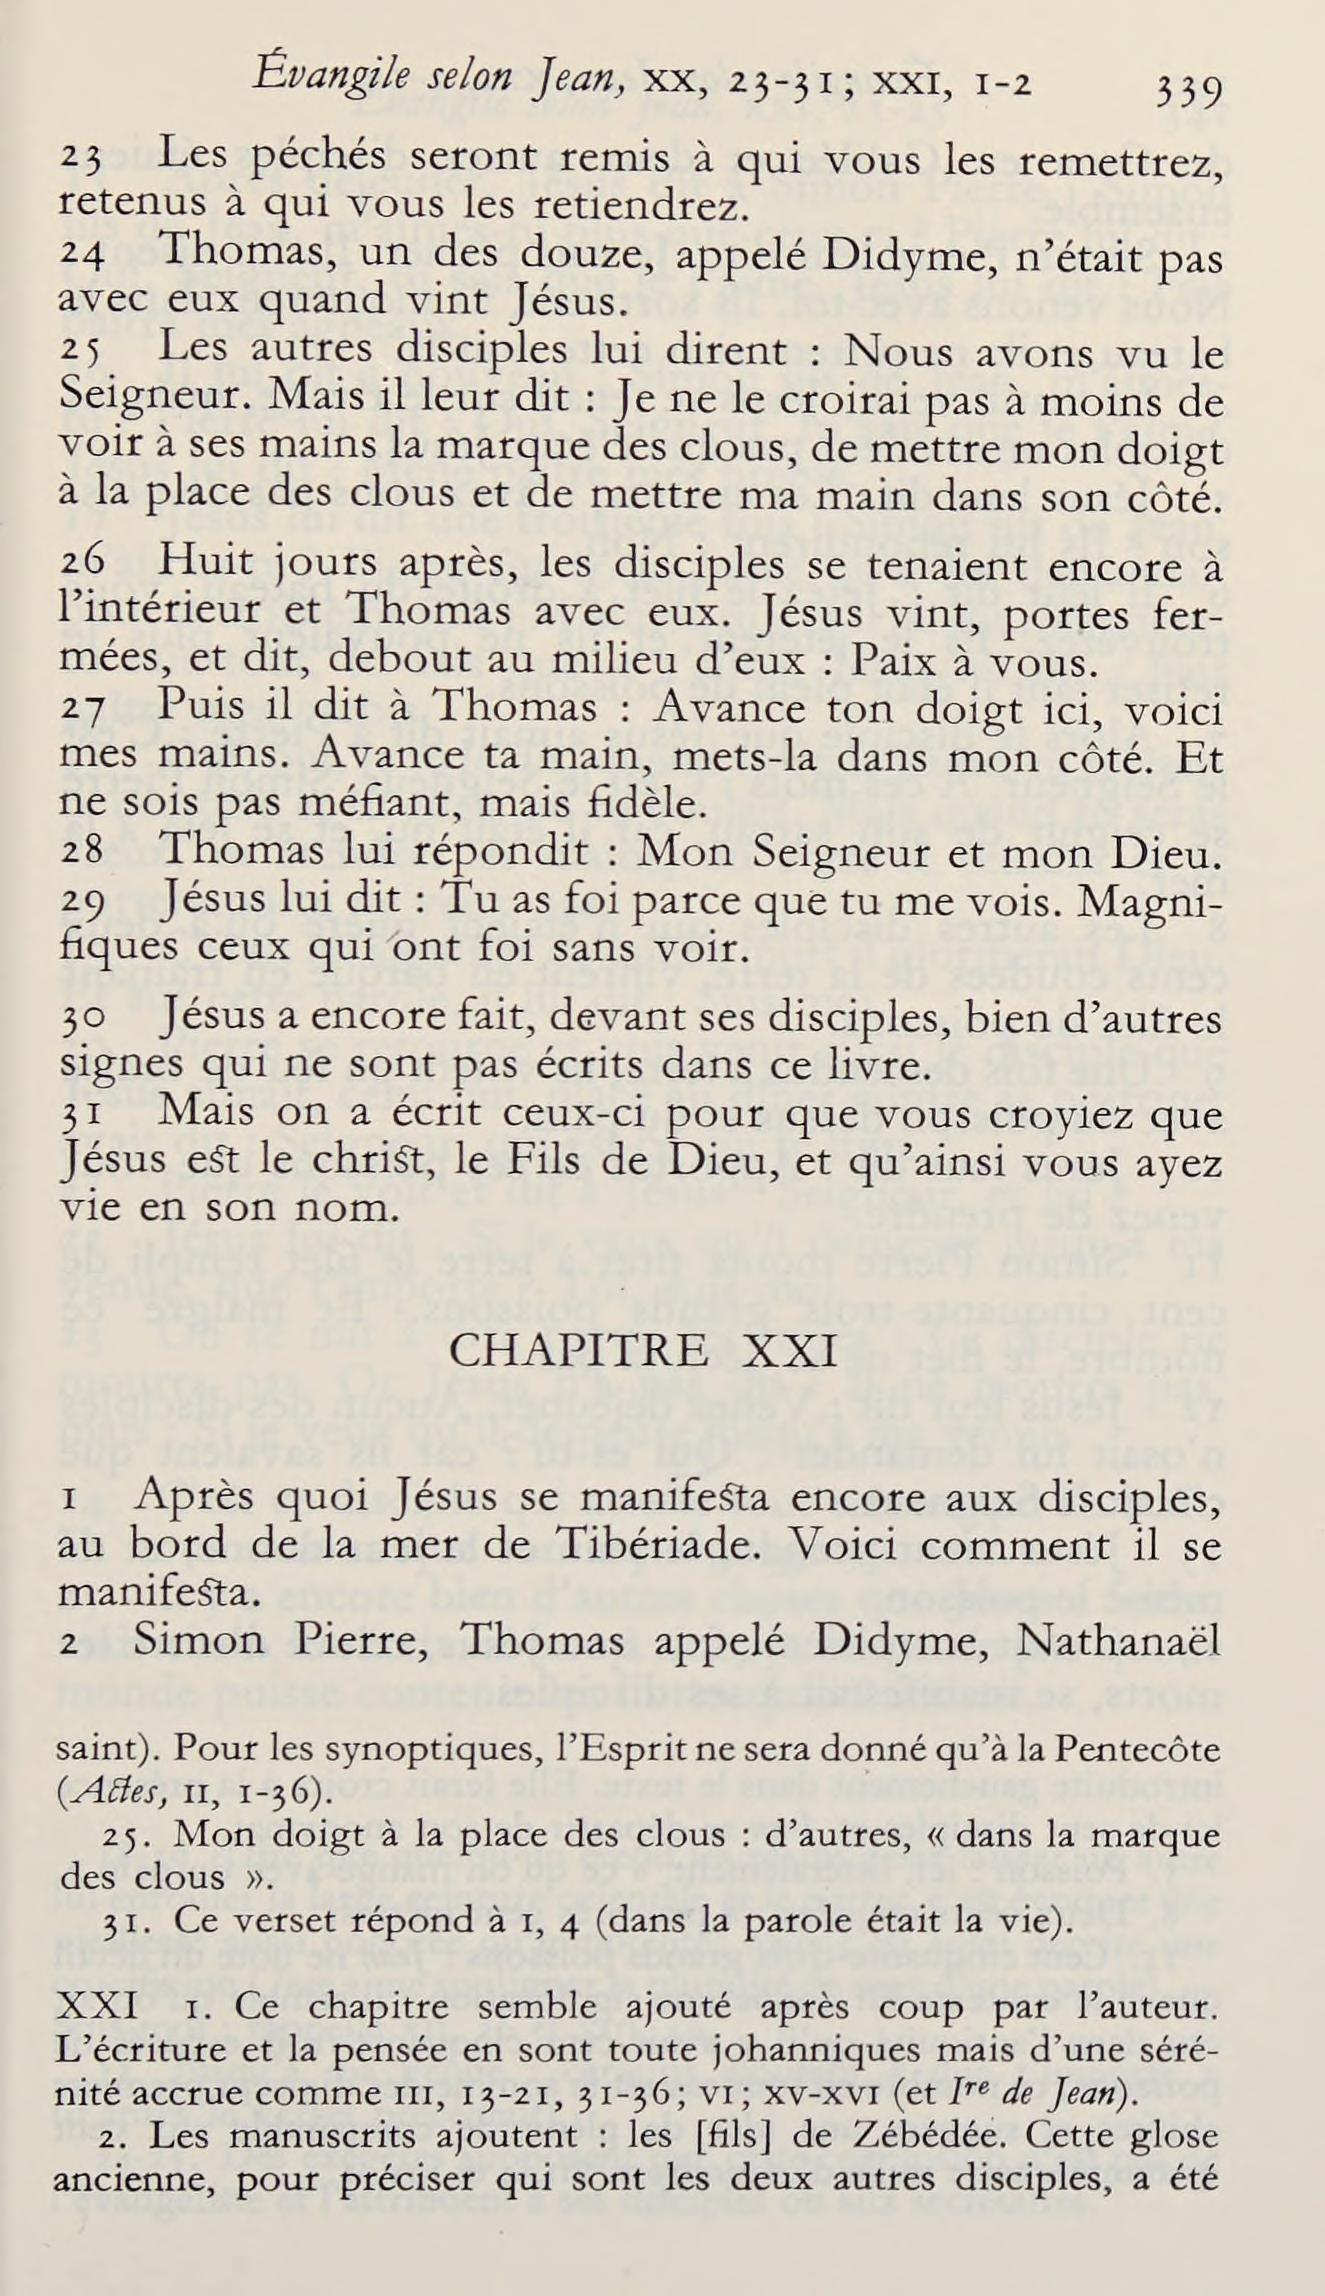 Évangile selon Jean, XX, 23-31; XXI, 1-2 339
23 Les péchés seront remis à qui vous les remettrez,
retenus à qui vous les retiendrez.
24 Thomas, un des douze, appelé Didyme, n’était pas
avec eux quand vint Jésus.
25 Les autres disciples lui dirent : Nous avons vu le
Seigneur. Mais il leur dit : Je ne le croirai pas à moins de
voir à ses mains la marque des clous, de mettre mon doigt
à la place des clous et de mettre ma main dans son côté.
26 Huit jours après, les disciples se tenaient encore à
l’intérieur et Thomas avec eux. Jésus vint, portes fer-
mées, et dit, debout au milieu d’eux : Paix à vous.
27 Puis il dit à Thomas : Avance ton doigt ici, voici
mes mains. Avance ta main, mets-la dans mon côté. Et
ne sois pas méfiant, mais fidèle.
28 Thomas lui répondit : Mon Seigneur et mon Dieu.
29 Jésus lui dit : Tu as foi parce que tu me vois. Magni-
fiques ceux qui ont foi sans voir.
30 Jésus a encore fait, devant ses disciples, bien d’autres
signes qui ne sont pas écrits dans ce livre.
31 Mais on a écrit ceux-ci pour que vous croyiez que
Jésus est le christ, le Fils de Dieu, et qu’ainsi vous ayez
vie en son nom.
CHAPITRE XXI
1 Après quoi Jésus se manifesta encore aux disciples,
au bord de la mer de Tibériade. Voici comment il se
manifesta.
2 Simon Pierre, Thomas appelé Didyme, Nathanaël
saint). Pour les synoptiques, l’Esprit ne sera donné qu’à la Pentecôte
(Actes, II, 1-36).
25. Mon doigt à la place des clous : d’autres, « dans la marque
des clous ».
31. Ce verset répond à I, 4 (dans la parole était la vie).
XXI 1. Ce chapitre semble ajouté après coup par l’auteur.
L’écriture et la pensée en sont toute johanniques mais d’une séré-
nité accrue comme III, 13-21, 31-36; VI; XV-XVI (et Ire de Jean).
2. Les manuscrits ajoutent : les [fils] de Zébédée. Cette glose
ancienne, pour préciser qui sont les deux autres disciples, a été